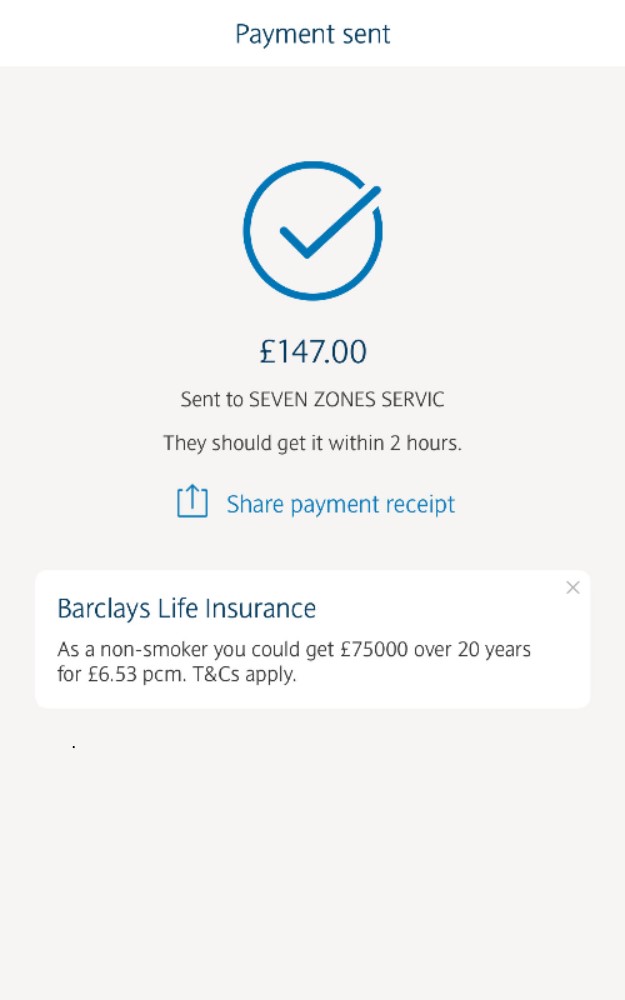 Payment sent
£147.00
Sent to SEVEN ZONES SERVIC
They should get it within 2 hours.
Share payment receipt
Barclays Life Insurance
As a non-smoker you could get £75000 over 20 years
for £6.53 pcm. T&Cs apply.